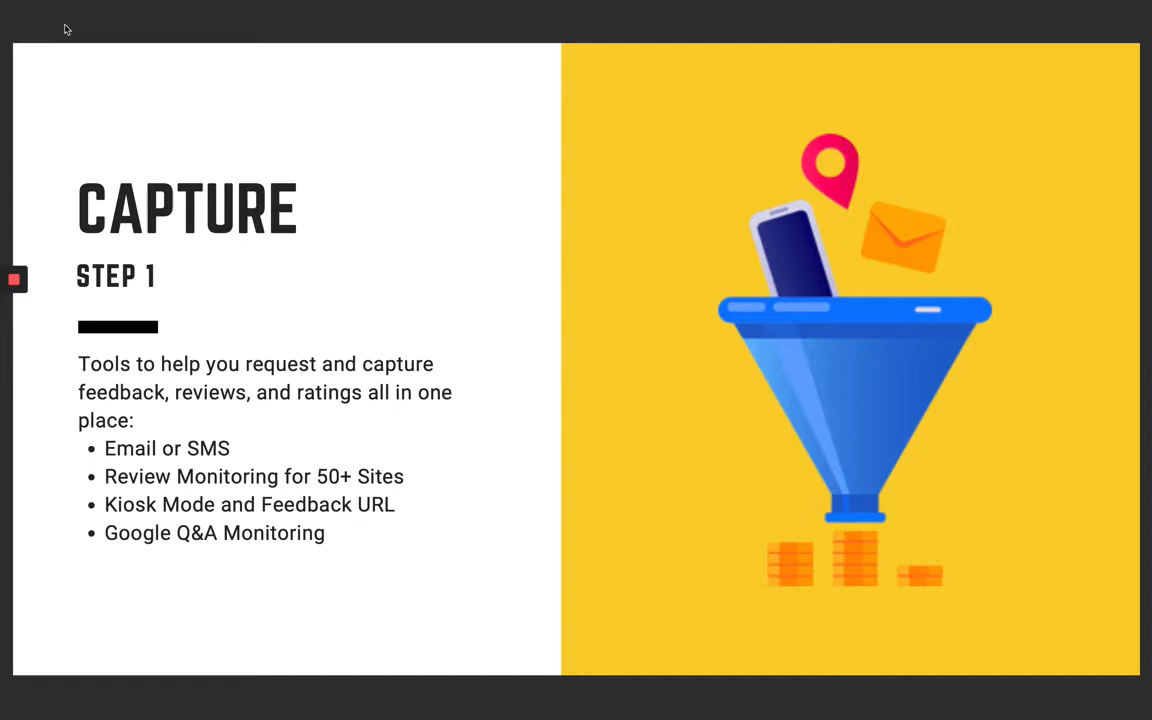 CAPTURE
STEP 1
Tools to help you request and capture
feedback, reviews, and ratings all in one
place:
• Email or SMS
• Review Monitoring for 50+ Sites
• Kiosk Mode and Feedback URL
• Google Q&A Monitoring